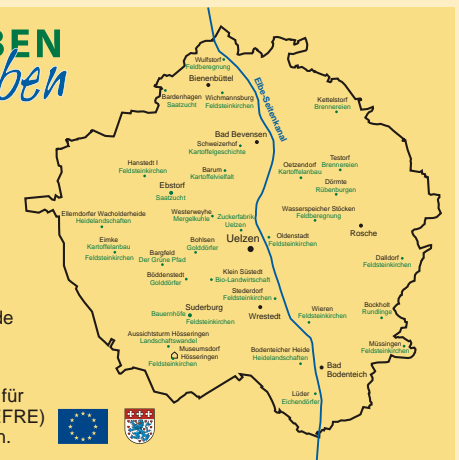 BEN
ben
Wulfstorf
Feldberegnung
Bienenbüttel
Bardenhagen
Saatzucht
Wichmannsburg
Feldsteinkirchen
Elbe-Seitenkanal
Kettelstorf
Brennereien
Bad Bevensen
Schweizerhof
Kartoffelgeschichte
Hanstedt I
Feldsteinkirchen
Barum
Kartoffelvielfalt
Oetzendorf
Kartoffelanbau
Testorf
Brennereien
Ebstorf
Saatzucht
Dörmte
Rübenburgen
Ellerndorfer Wacholderheide
Heidelandschaften
Westerweyhe
Mergelkuhle
Zuckerfabrik
Uelzen
Wasserspeicher Stöcken
Feldberegnung
Rosche
Eimke
Kartoffelanbau
Feldsteinkirchen
Bohlsen
Golddörfer
Uelzen
Oldenstadt
Feldsteinkirchen
Bargfeld
Der Grüne Pfad
Dalldorf
Feldsteinkirchen
Böddenstedt
Golddörfer
Klein Süstedt
Bio-Landwirtschaft
Stederdorf
Feldsteinkirchen
Suderburg
Bauernhöfe
Feldsteinkirchen
Wrestedt
Wieren
Feldsteinkirchen
Bockholt
Rundlinge
de
Aussichtsturm Hösseringen
Landschaftswandel
Museumsdorf
Hösseringen
Feldsteinkirchen
Müssingen
Feldsteinkirchen
Bodenteicher Heide
Heidelandschaften
Bad
Bodenteich
Lüder
Eichendörfer
für
EFRE)
n.